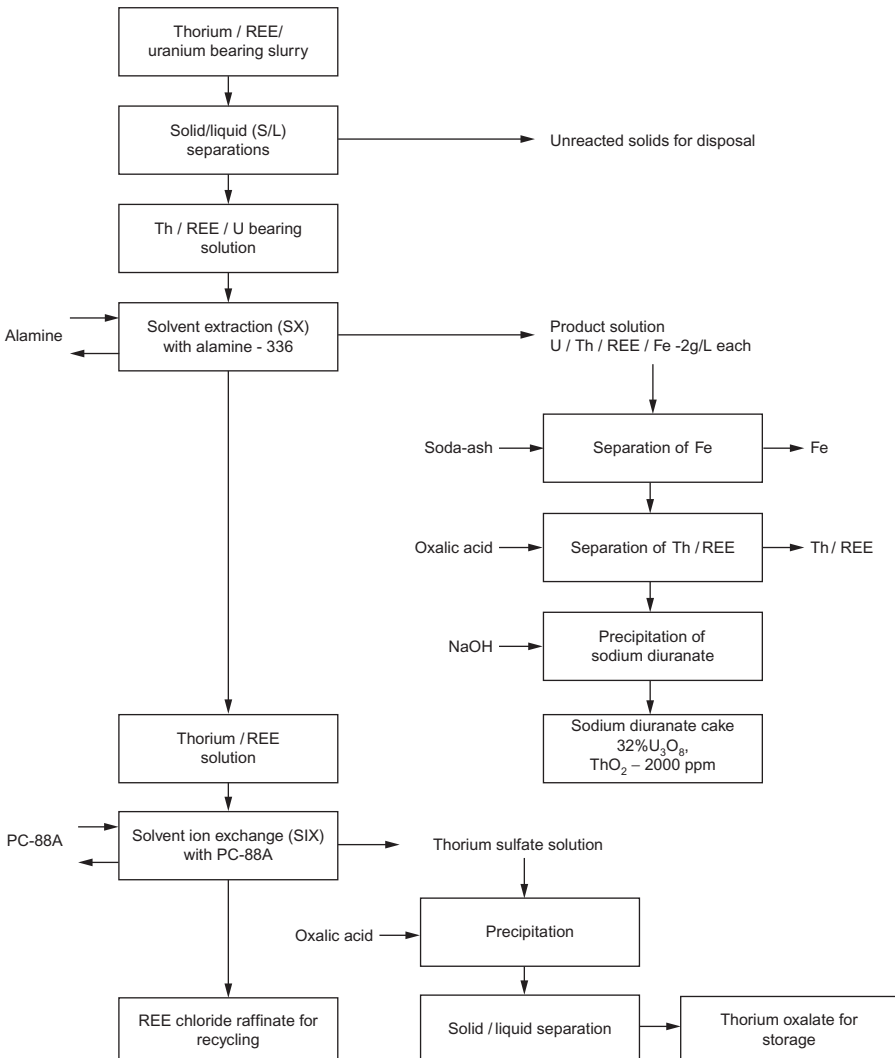 Thorium / REE/
uranium bearing slurry
Solid/liquid (S/L)
separations
Unreacted solids for disposal
Th / REE / U bearing
solution
Alamine
Solvent extraction (SX)
with alamine - 336
Product solution
U / Th / REE / Fe -2g/L each
Soda-ash
Separation of Fe
Fe
Oxalic acid
Separation of Th / REE
Th / REE
NaOH
Precipitation of
sodium diuranate
Sodium diuranate cake
32%U₃O₈,
ThO₂ – 2000 ppm
Thorium / REE
solution
PC-88A
Solvent ion exchange (SIX)
with PC-88A
Thorium sulfate solution
Oxalic acid
Precipitation
REE chloride raffinate for
recycling
Solid / liquid separation
Thorium oxalate for
storage